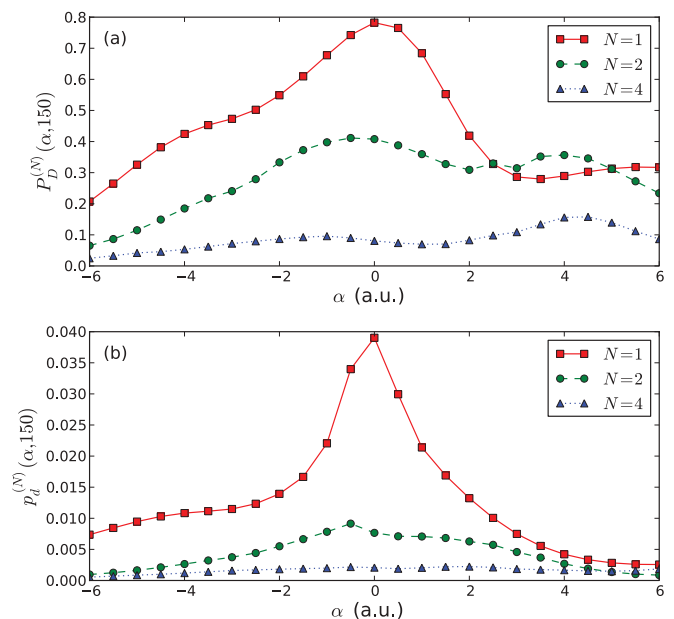 0.8
0.7
0.6
0.5
0.4
0.3
0.2
0.1
0.0
P_D^{(N)}(α,150)
(a)
N=1
N=2
N=4
−6 −4 −2 0 2 4 6
α (a.u.)
0.040
0.035
0.030
0.025
0.020
0.015
0.010
0.005
0.000
p_d^{(N)}(α,150)
(b)
N=1
N=2
N=4
−6 −4 −2 0 2 4 6
α (a.u.)